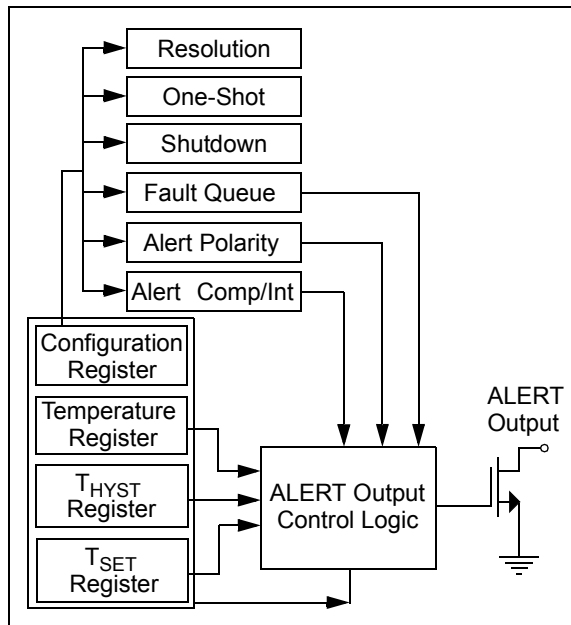 Resolution
One-Shot
Shutdown
Fault Queue
Alert Polarity
Alert Comp/Int
Configuration
Register
Temperature
Register
THYST
Register
TSET
Register
ALERT Output
Control Logic
ALERT
Output